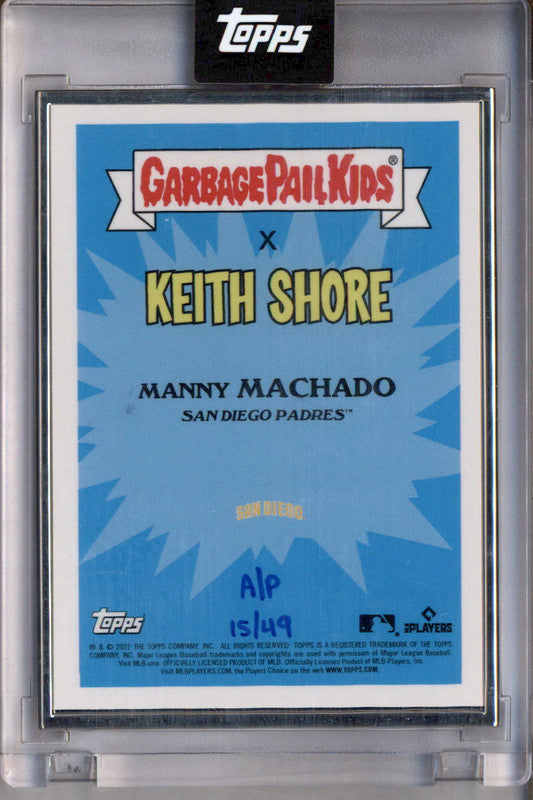 Topps
GARBAGE PAIL KIDS®
X
KEITH SHORE
MANNY MACHADO
SAN DIEGO PADRES™
SAN DIEGO
A/P
15/49
Topps
PLAYERS
® & © 2022 THE TOPPS COMPANY, INC. ALL RIGHTS RESERVED. TOPPS IS A REGISTERED TRADEMARK OF THE TOPPS
COMPANY, INC. Major League Baseball trademarks and copyrights are used with permission of Major League Baseball.
Visit MLB.com. OFFICIALLY LICENSED PRODUCT OF MLB. Officially Licensed Product of MLB Players, Inc.
Visit MLBPLAYERS.COM, the Players Choice on the web WWW.TOPPS.COM.